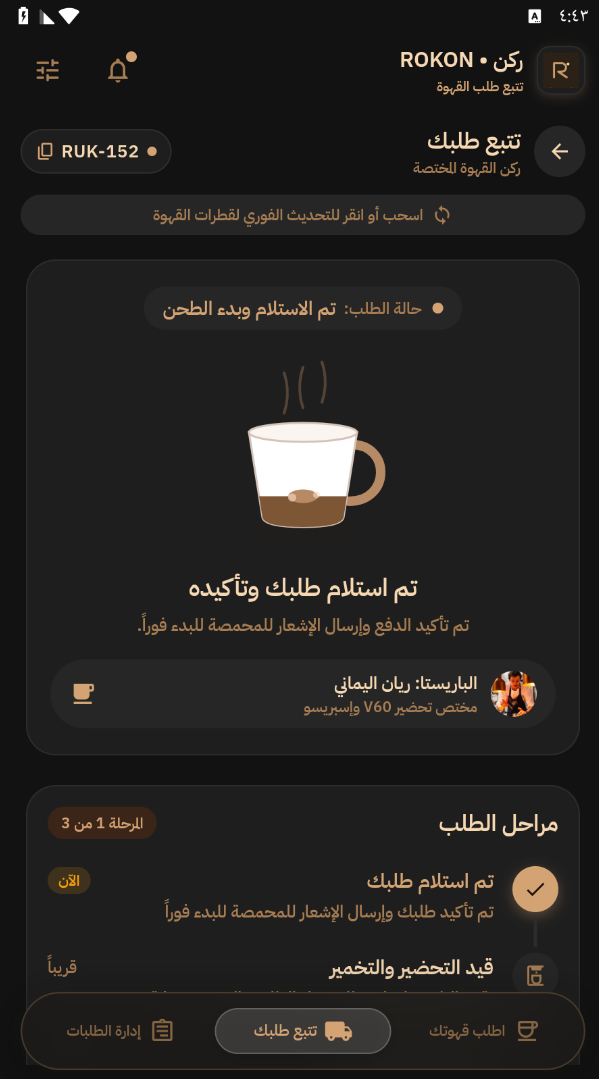 ٤:٤٣
A
ركن • ROKON
تتبع طلب القهوة
تتبع طلبك
ركن القهوة المختصة
RUK-152
اسحب أو انقر للتحديث الفوري لقطرات القهوة
حالة الطلب: تم الاستلام وبدء الطحن
تم استلام طلبك وتأكيده
تم تأكيد الدفع وإرسال الإشعار للمحمصة للبدء فوراً.
الباريستا: ريان اليماني
مختص تحضير V60 وإسبريسو
مراحل الطلب
المرحلة 1 من 3
تم استلام طلبك
الآن
تم تأكيد طلبك وإرسال الإشعار للمحمصة للبدء فوراً
قيد التحضير والتخمير
قريباً
اطلب قهوتك
تتبع طلبك
إدارة الطلبات